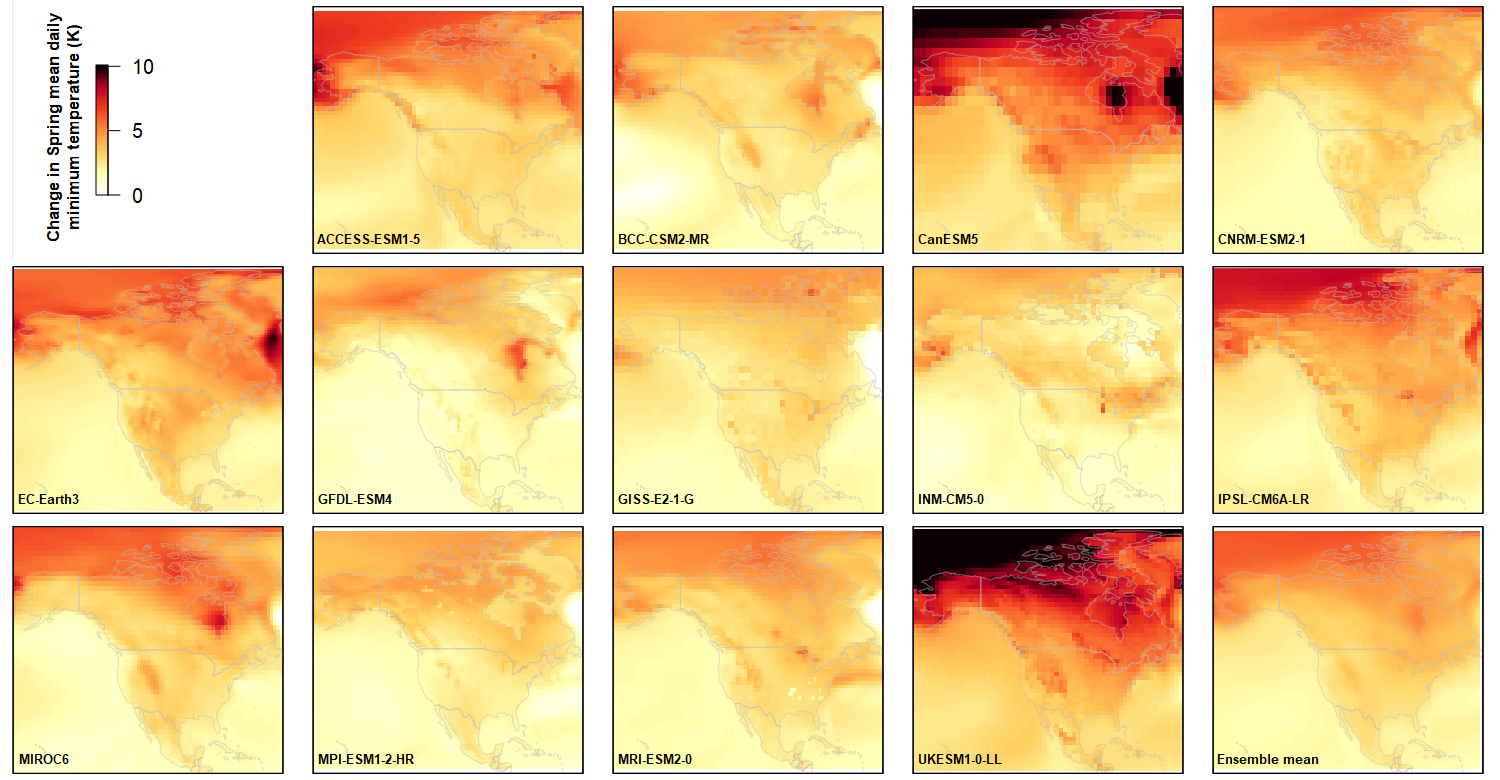 Change in Spring mean daily
minimum temperature (K)
10
5
0
ACCESS-ESM1-5
BCC-CSM2-MR
CanESM5
CNRM-ESM2-1
EC-Earth3
GFDL-ESM4
GISS-E2-1-G
INM-CM5-0
IPSL-CM6A-LR
MIROC6
MPI-ESM1-2-HR
MRI-ESM2-0
UKESM1-0-LL
Ensemble mean